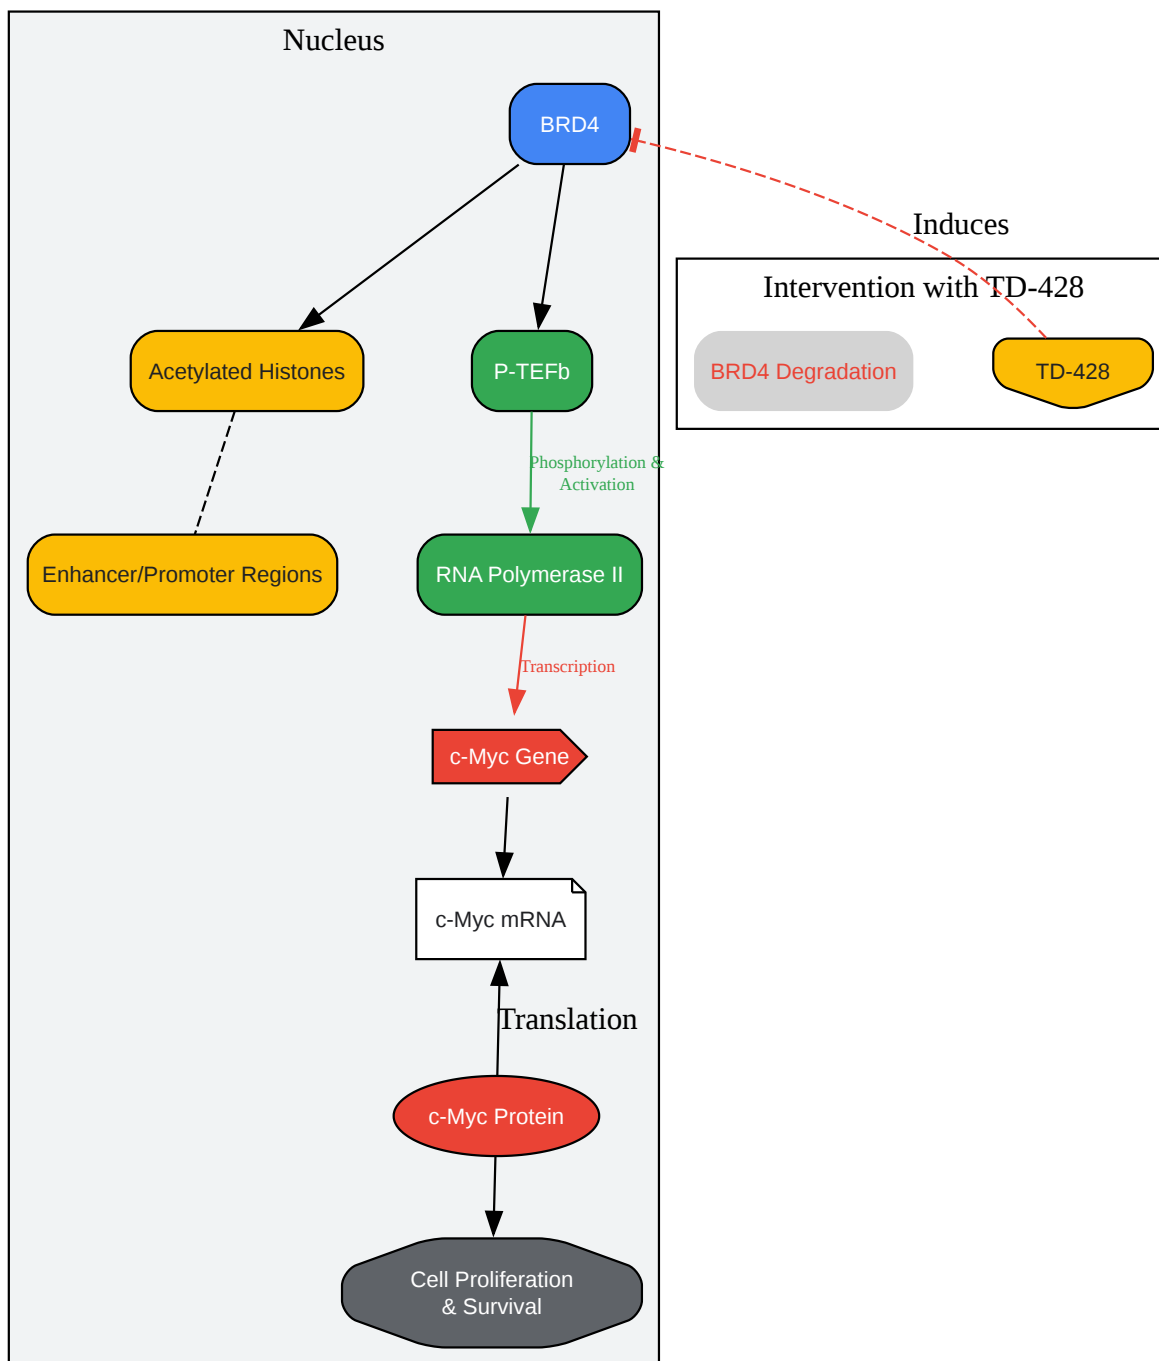 Nucleus
BRD4
Induces
Intervention with TD-428
Acetylated Histones
P-TEFb
BRD4 Degradation
TD-428
Phosphorylation &
Activation
Enhancer/Promoter Regions
RNA Polymerase II
Transcription
c-Myc Gene
c-Myc mRNA
Translation
c-Myc Protein
Cell Proliferation
& Survival